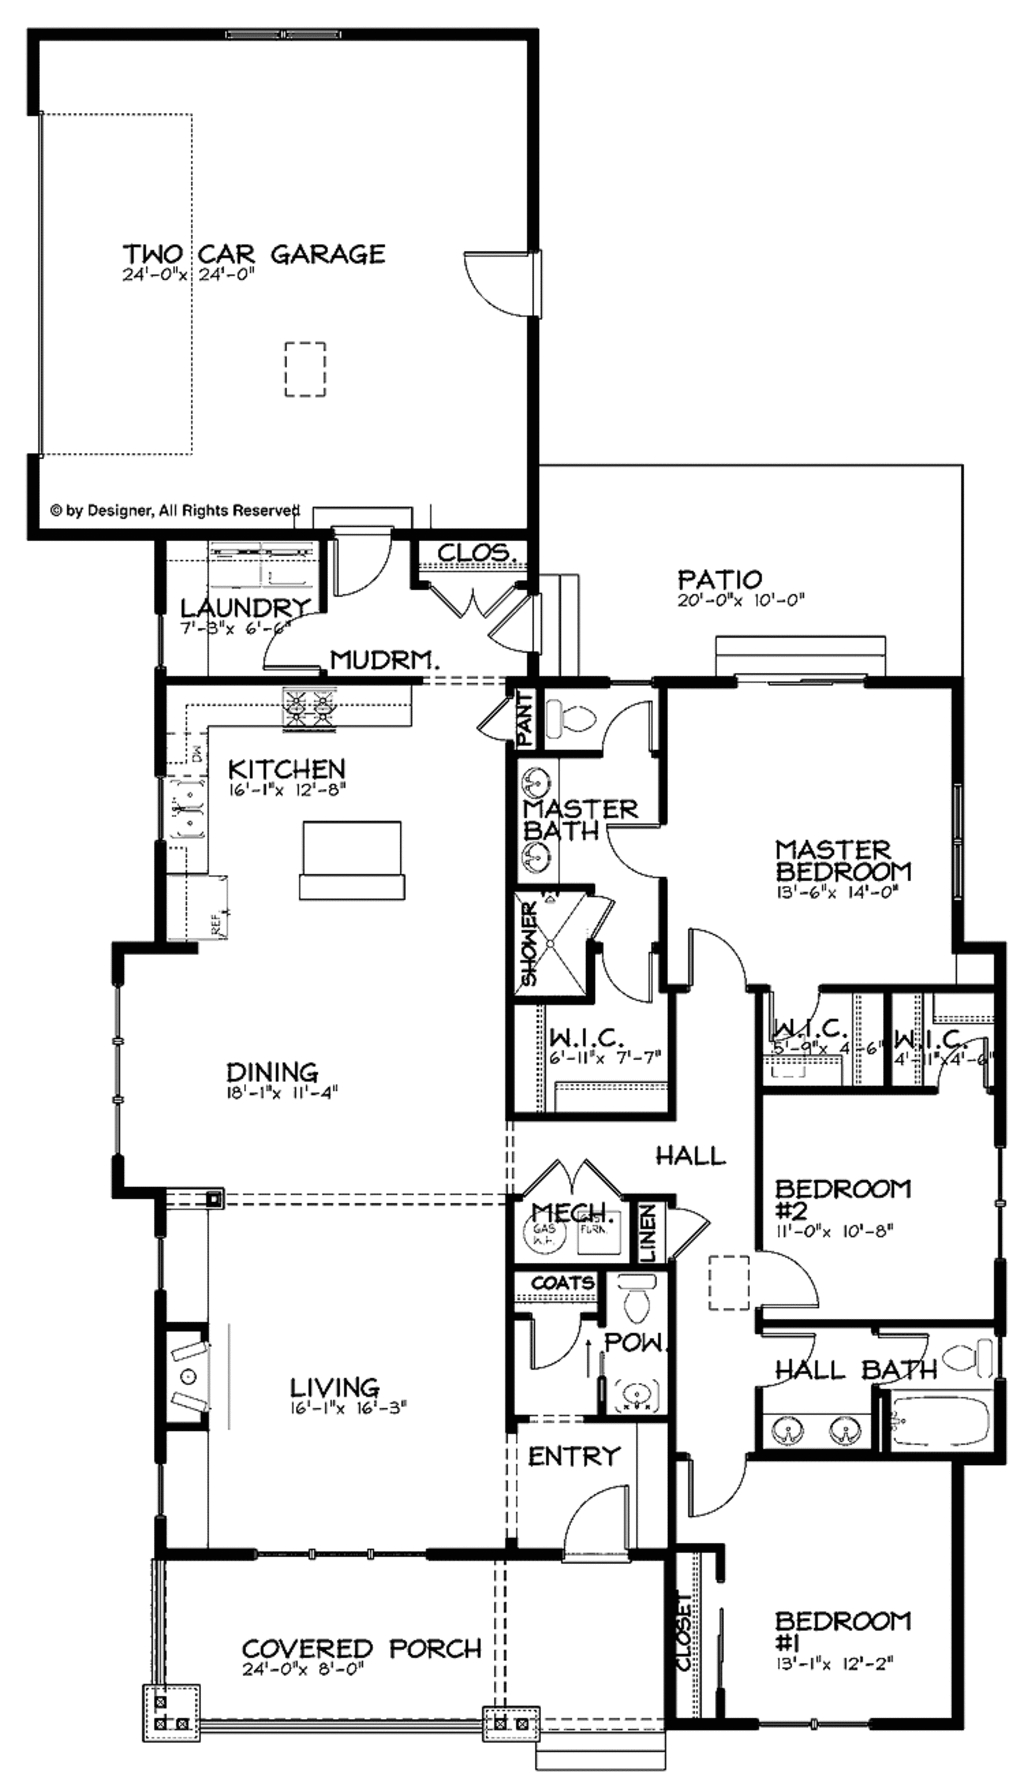 TWO CAR GARAGE
24'-0"x 24'-0"
© by Designer, All Rights Reserved
CLOS.
PATIO
20'-0"x 10'-0"
LAUNDRY
7'-3"x 6'-6"
MUDRM.
PANT
DW
KITCHEN
16'-1"x 12'-8"
MASTER
BATH
MASTER
BEDROOM
13'-6"x 14'-0"
REF.
SHOWER
W.I.C.
6'-11"x 7'-7"
W.I.C.
5'-9"x 4'-6"
W.I.C.
4'-11"x4'-6"
DINING
18'-1"x 11'-4"
HALL
MECH.
GAS
W.H.
GAS
FURN.
LINEN
BEDROOM
#2
11'-0"x 10'-8"
COATS
POW.
HALL BATH
LIVING
16'-1"x 16'-3"
ENTRY
CLOSET
BEDROOM
#1
13'-1"x 12'-2"
COVERED PORCH
24'-0"x 8'-0"